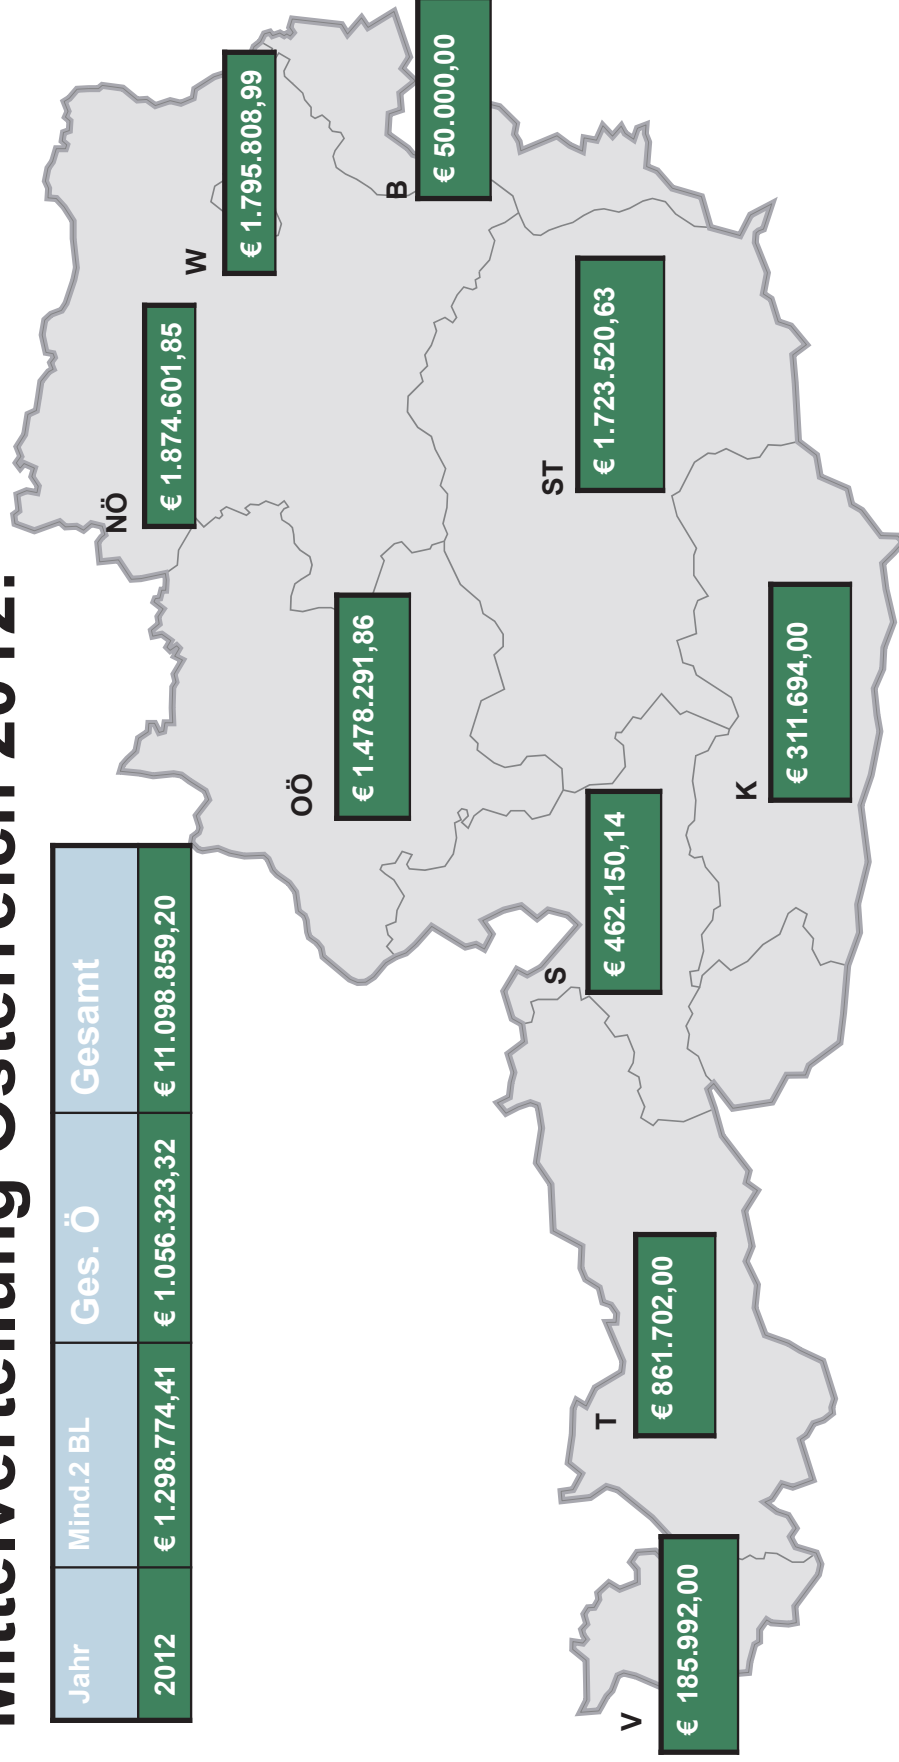 Mittelverteilung Österreich 2012:
Jahr Mind.2 BL Ges. Ö Gesamt
2012 € 1.298.774,41 € 1.056.323,32 € 11.098.859,20
NÖ
€ 1.874.601,85
W
€ 1.795.808,99
OÖ
€ 1.478.291,86
B
€ 50.000,00
ST
€ 1.723.520,63
S
€ 462.150,14
T
€ 861.702,00
V
€ 185.992,00
K
€ 311.694,00